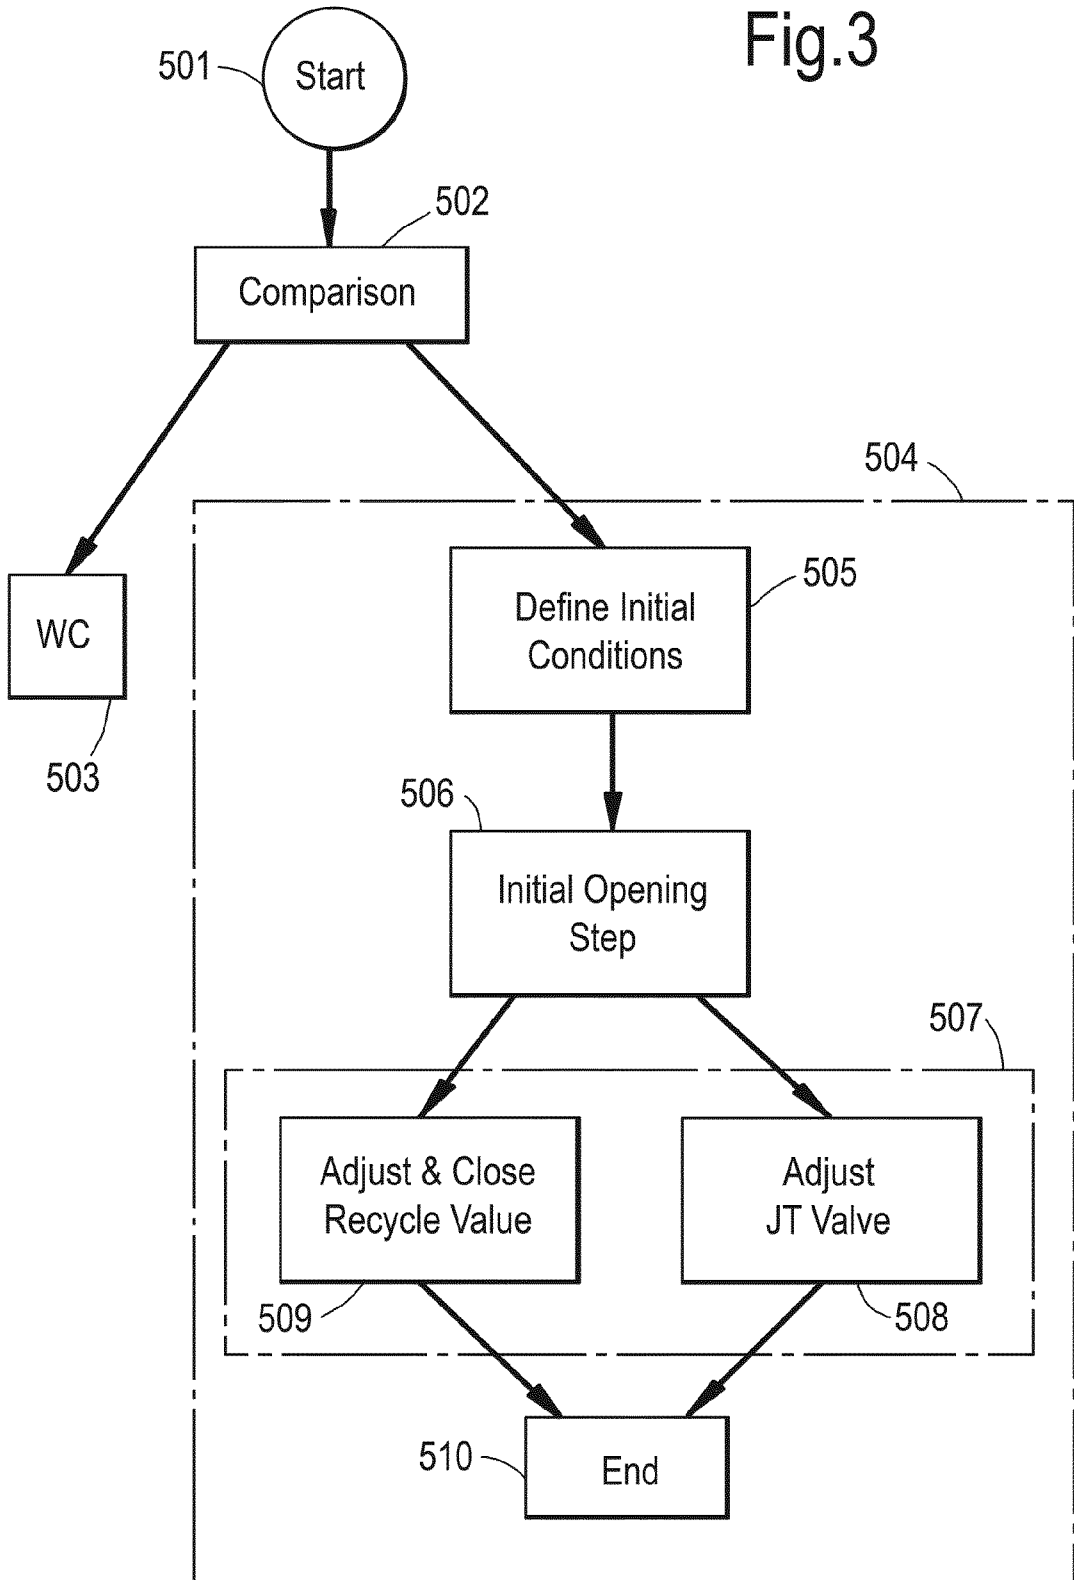 Fig.3
501
Start
502
Comparison
504
505
Define Initial
Conditions
WC
503
506
Initial Opening
Step
507
Adjust & Close
Recycle Value
Adjust
JT Valve
509
508
510
End